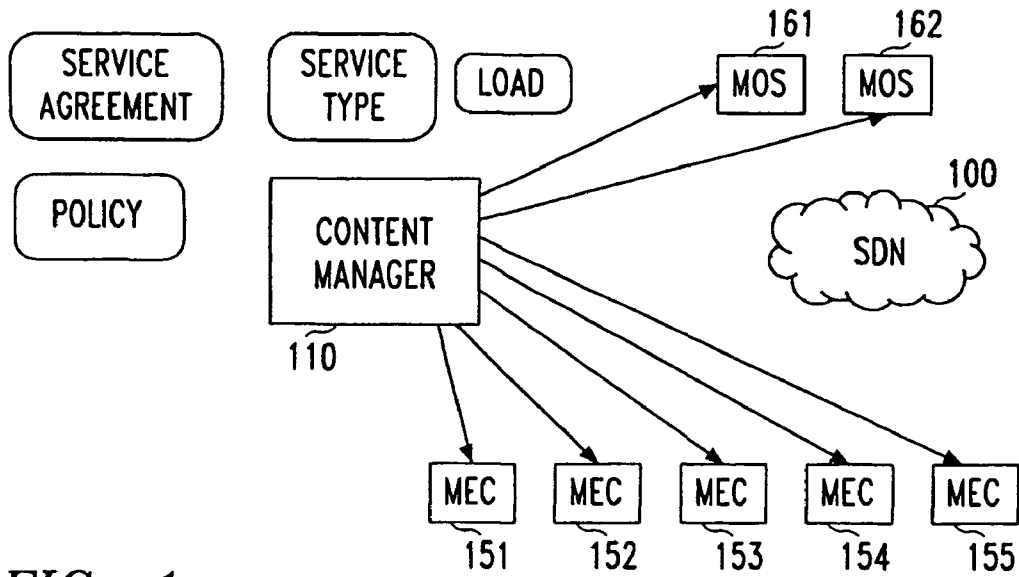 161
162
SERVICE
AGREEMENT
SERVICE
TYPE
LOAD
MOS
MOS
POLICY
CONTENT
MANAGER
100
SDN
110
MEC
MEC
MEC
MEC
MEC
151
152
153
154
155
FIG. 1